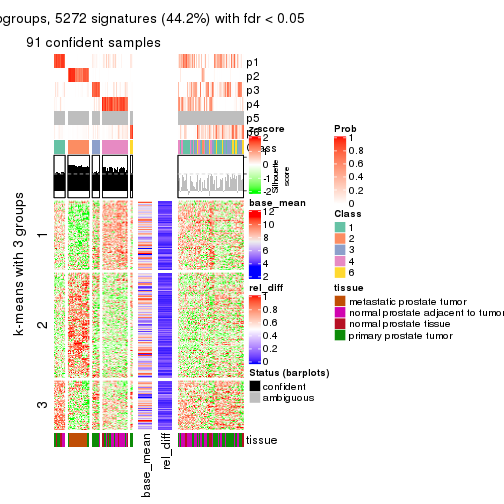 ogroups, 5272 signatures (44.2%) with fdr < 0.05
91 confident samples
p1
p2
p3
p4
p5
z-score
2
1
0
-1
-2
Silhouette
score
k-means with 3 groups
1
2
3
base_mean
12
10
8
6
4
2
rel_diff
1
0.8
0.6
0.4
0.2
0
Status (barplots)
confident
ambiguous
Prob
1
0.8
0.6
0.4
0.2
0
Class
1
2
3
4
6
tissue
metastatic prostate tumor
normal prostate adjacent to tumor
normal prostate tissue
primary prostate tumor
tissue
base_mean
rel_diff